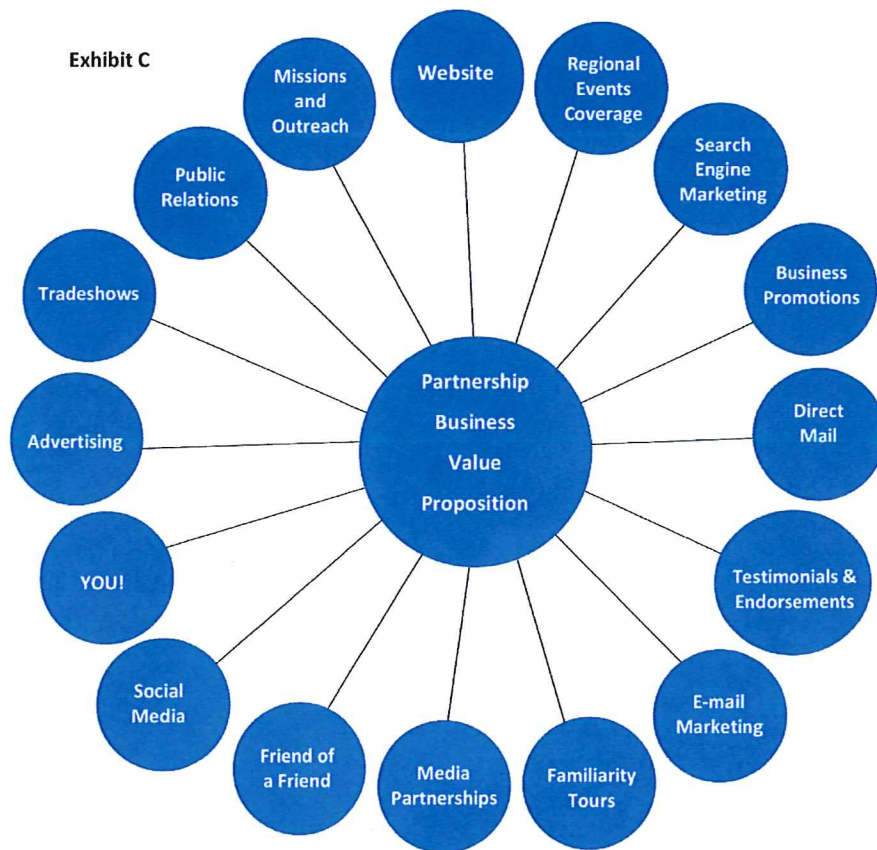 Exhibit C
Website
Regional
Events
Coverage
Search
Engine
Marketing
Business
Promotions
Direct
Mail
Testimonials &
Endorsements
E-mail
Marketing
Familiarity
Tours
Media
Partnerships
Friend of
a Friend
Social
Media
YOU!
Advertising
Tradeshows
Public
Relations
Missions
and
Outreach
Partnership
Business
Value
Proposition